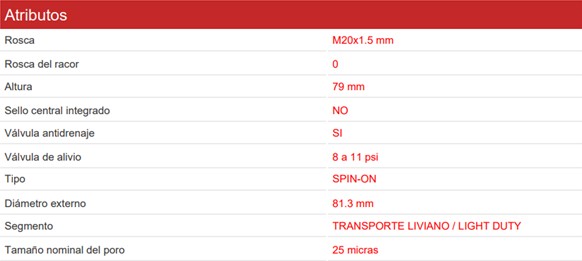 Atributos
Rosca M20x1.5 mm
Rosca del racor 0
Altura 79 mm
Sello central integrado NO
Válvula antidrenaje SI
Válvula de alivio 8 a 11 psi
Tipo SPIN-ON
Diámetro externo 81.3 mm
Segmento TRANSPORTE LIVIANO / LIGHT DUTY
Tamaño nominal del poro 25 micras